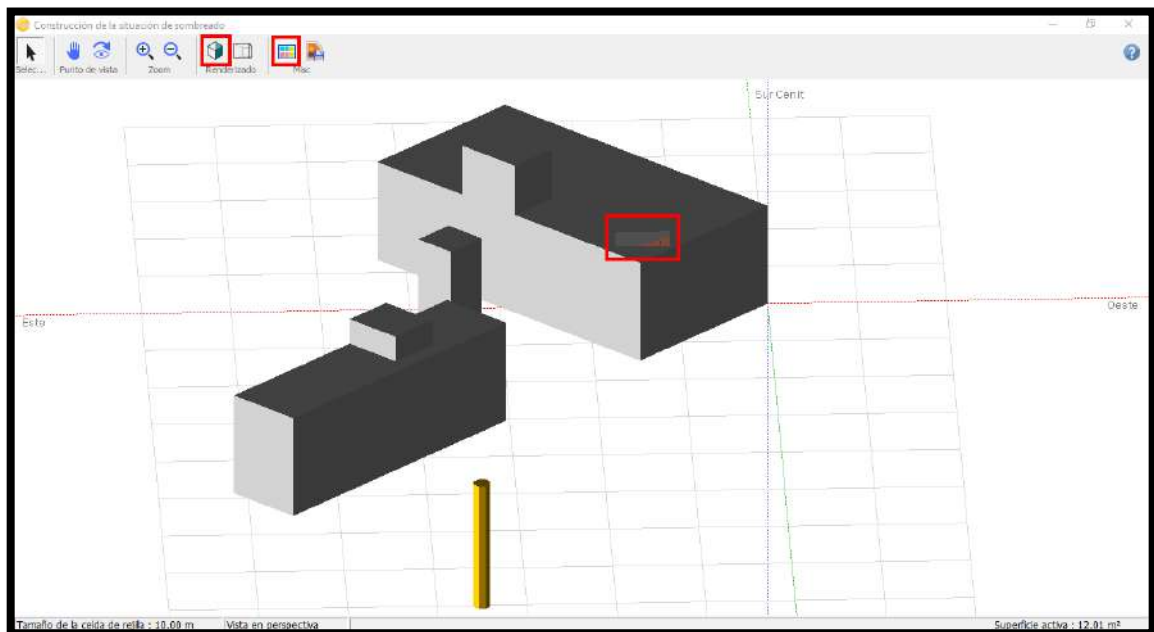 Construcción de la situación de sombreado
Selec... Punto de vista Zoom Renderizado Mac
Sur Cenit
Este
Oeste
Tamaño de la celda de rejilla : 10.00 m Vista en perspectiva Superficie activa : 12.01 m²